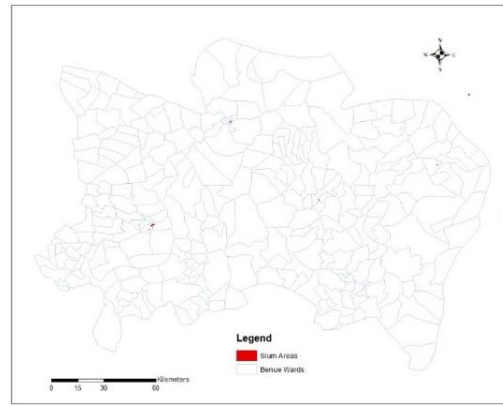 N
N
S
N
Legend
Slum Areas
Benue Wards
Kilometers
0 15 30 60